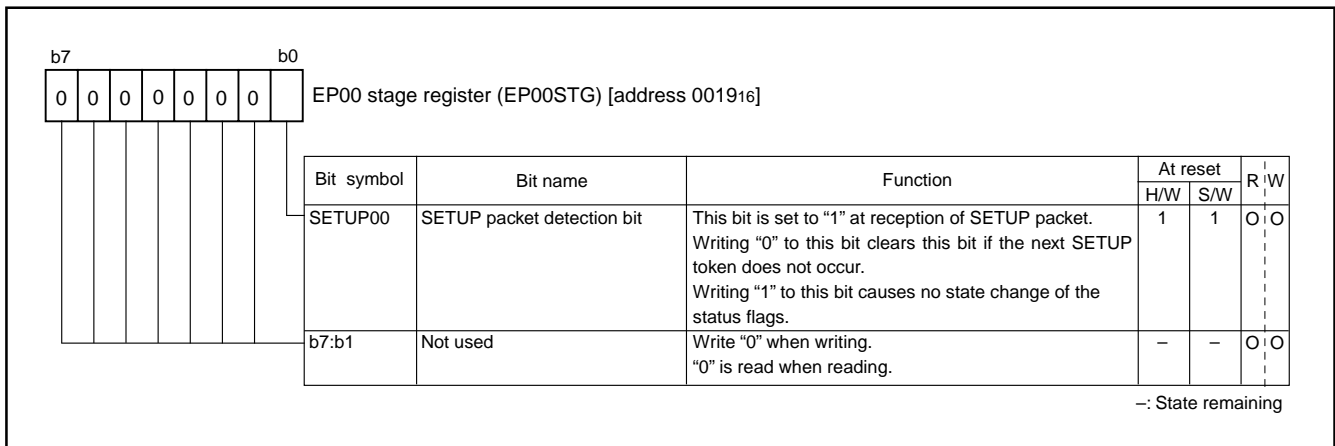 b7 b0
0 0 0 0 0 0 0 EP00 stage register (EP00STG) [address 001916]
Bit symbol Bit name Function At reset R W
H/W S/W
SETUP00 SETUP packet detection bit This bit is set to “1” at reception of SETUP packet. 1 1 O O
Writing “0” to this bit clears this bit if the next SETUP
token does not occur.
Writing “1” to this bit causes no state change of the
status flags.
b7:b1 Not used Write “0” when writing. – – O O
“0” is read when reading.
–: State remaining